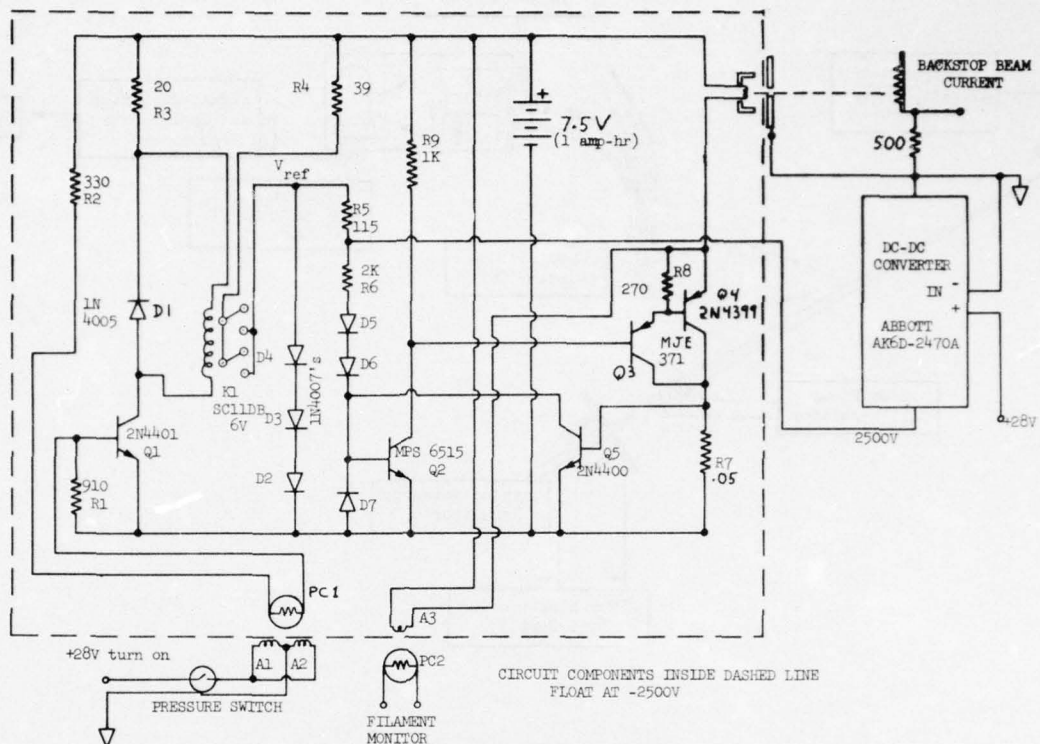 20
R3
R4
39
330
R2
V
ref
R9
1K
+
7.5V
(1 amp-hr)
BACKSTOP BEAM
CURRENT
500
R5
115
2K
R6
1N
4005
D1
D5
D4
D6
K1
SC11DB
6V
D3
1N4007's
D2
D7
2N4401
Q1
910
R1
MPS 6515
Q2
R8
270
Q4
2N4399
MJE
371
Q3
Q5
2N4400
R7
.05
DC-DC
CONVERTER
IN -
+
ABBOTT
AK6D-2470A
2500V
+28V
PC1
A3
+28V turn on
A1
A2
PC2
PRESSURE SWITCH
FILAMENT
MONITOR
CIRCUIT COMPONENTS INSIDE DASHED LINE
FLOAT AT -2500V